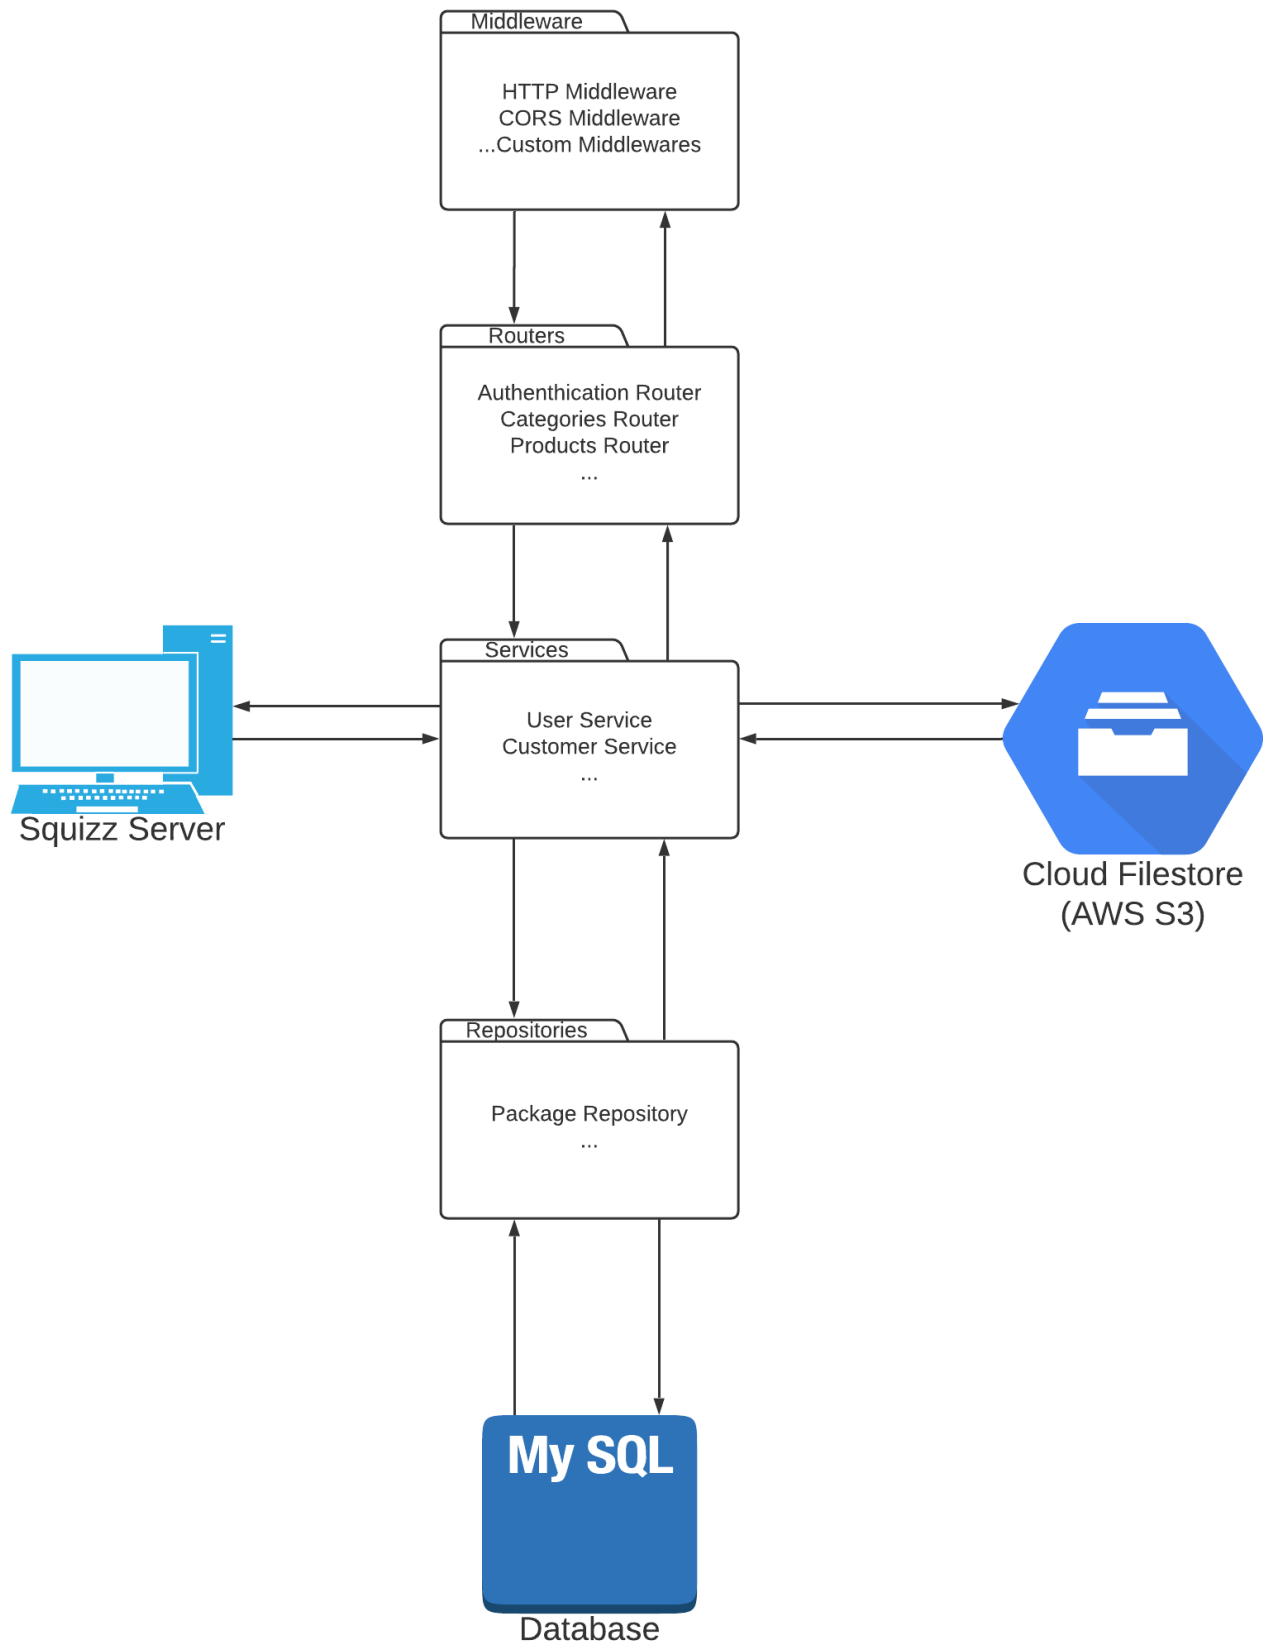 Middleware
HTTP Middleware
CORS Middleware
...Custom Middlewares
Routers
Authenthication Router
Categories Router
Products Router
...
Services
User Service
Customer Service
...
Squizz Server
Cloud Filestore
(AWS S3)
Repositories
Package Repository
...
My SQL
Database